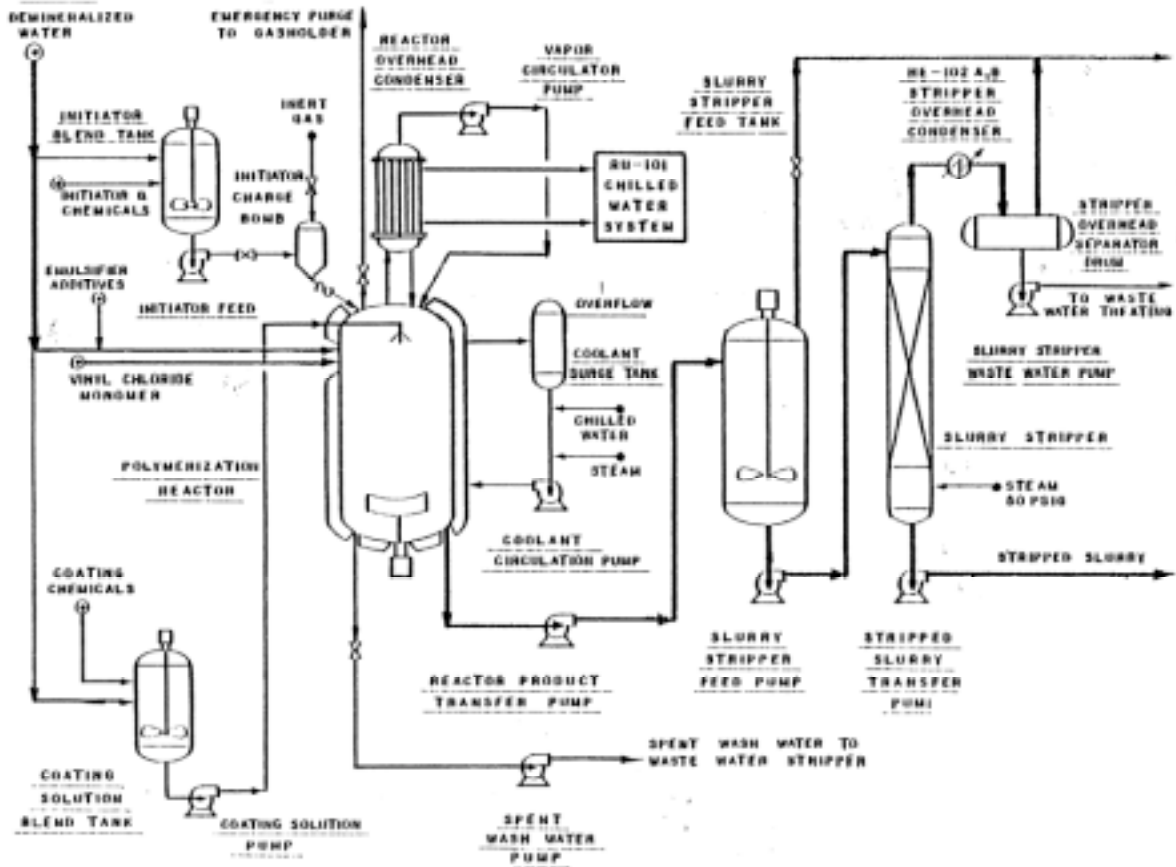 DEMINERALIZED
WATER
EMERGENCY PURGE
TO GASHOLDER
REACTOR
OVERHEAD
CONDENSER
VAPOR
CIRCULATOR
PUMP
SLURRY
STRIPPER
FEED TANK
HE-102 A,B
STRIPPER
OVERHEAD
CONDENSER
INITIATOR
BLEND TANK
INERT
GAS
INITIATOR &
CHEMICALS
INITIATOR
CHARGE
BOMB
RU-101
CHILLED
WATER
SYSTEM
STRIPPER
OVERHEAD
SEPARATOR
DRUM
EMULSIFIER
ADDITIVES
INITIATOR FEED
OVERFLOW
TO WASTE
WATER TREATING
COOLANT
SURGE TANK
SLURRY STRIPPER
WASTE WATER PUMP
VINYL CHLORIDE
MONOMER
CHILLED
WATER
SLURRY STRIPPER
POLYMERIZATION
REACTOR
STEAM
STEAM
50 PSIG
COOLANT
CIRCULATION PUMP
STRIPPED SLURRY
COATING
CHEMICALS
SLURRY
STRIPPER
FEED PUMP
STRIPPED
SLURRY
TRANSFER
PUMP
REACTOR PRODUCT
TRANSFER PUMP
SPENT WASH WATER TO
WASTE WATER STRIPPER
COATING
SOLUTION
BLEND TANK
COATING SOLUTION
PUMP
SPENT
WASH WATER
PUMP